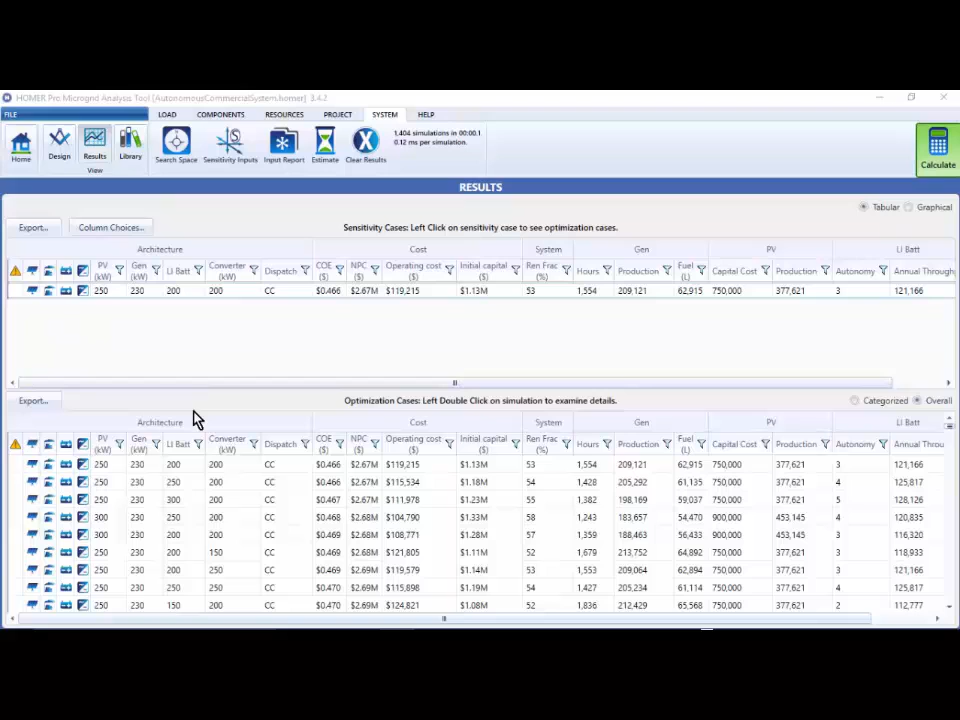 HOMER Pro Microgrid Analysis Tool [AutonomousCommercialSystem.homer] 3.4.2
FILE LOAD COMPONENTS RESOURCES PROJECT SYSTEM HELP
Home Design Results Library Search Space Sensitivity Inputs Input Report Estimate Clear Results 1,404 simulations in 00:00.1 Calculate
0.12 ms per simulation.
View
RESULTS
Tabular Graphical
Export... Column Choices... Sensitivity Cases: Left Click on sensitivity case to see optimization cases.
Architecture Cost System Gen PV LI Batt
PV (kW) Gen (kW) LI Batt Converter (kW) Dispatch COE ($) NPC ($) Operating cost ($) Initial capital ($) Ren Frac (%) Hours Production Fuel (L) Capital Cost Production Autonomy Annual Throughp
250 230 200 200 CC $0.466 $2.67M $119,215 $1.13M 53 1,554 209,121 62,915 750,000 377,621 3 121,166
Export... Optimization Cases: Left Double Click on simulation to examine details. Categorized Overall
Architecture Cost System Gen PV LI Batt
PV (kW) Gen (kW) LI Batt Converter (kW) Dispatch COE ($) NPC ($) Operating cost ($) Initial capital ($) Ren Frac (%) Hours Production Fuel (L) Capital Cost Production Autonomy Annual Throu
250 230 200 200 CC $0.466 $2.67M $119,215 $1.13M 53 1,554 209,121 62,915 750,000 377,621 3 121,166
250 230 250 200 CC $0.466 $2.68M $115,534 $1.18M 54 1,428 205,292 61,135 750,000 377,621 4 125,817
250 230 300 200 CC $0.467 $2.68M $111,978 $1.23M 55 1,382 198,169 59,037 750,000 377,621 5 128,126
300 230 250 200 CC $0.468 $2.68M $104,790 $1.33M 58 1,243 183,657 54,470 900,000 453,145 4 120,835
300 230 200 200 CC $0.469 $2.68M $108,771 $1.28M 57 1,359 188,463 56,433 900,000 453,145 3 116,320
250 230 200 150 CC $0.469 $2.68M $121,805 $1.11M 52 1,679 213,752 64,892 750,000 377,621 3 118,933
250 230 200 250 CC $0.469 $2.69M $119,579 $1.14M 53 1,553 209,064 62,894 750,000 377,621 3 121,166
250 230 250 250 CC $0.470 $2.69M $115,898 $1.19M 54 1,427 205,234 61,114 750,000 377,621 4 125,817
250 230 150 200 CC $0.470 $2.69M $124,821 $1.08M 52 1,836 212,429 65,568 750,000 377,621 2 112,777